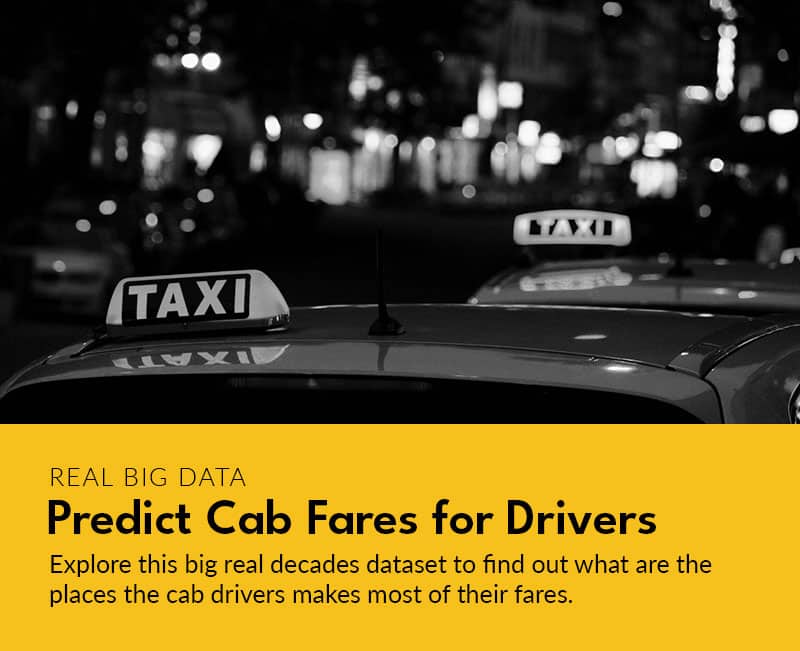 TAXI
TAXI
REAL BIG DATA
Predict Cab Fares for Drivers
Explore this big real decades dataset to find out what are the
places the cab drivers makes most of their fares.